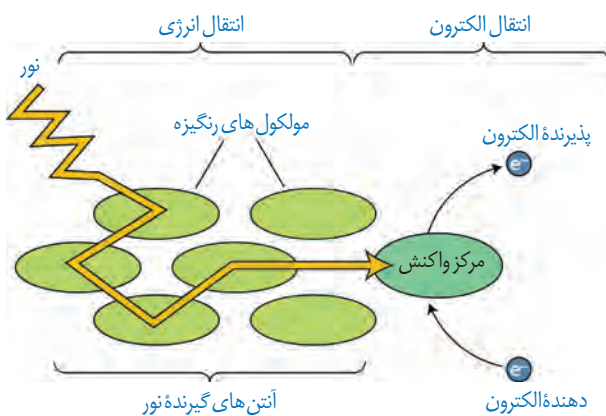 انتقال الکترون
انتقال انرژی
نور
مولکول‌های رنگیزه
پذیرندهٔ الکترون
e⁻
مرکز واکنش
e⁻
دهندهٔ الکترون
آنتن‌های گیرندهٔ نور